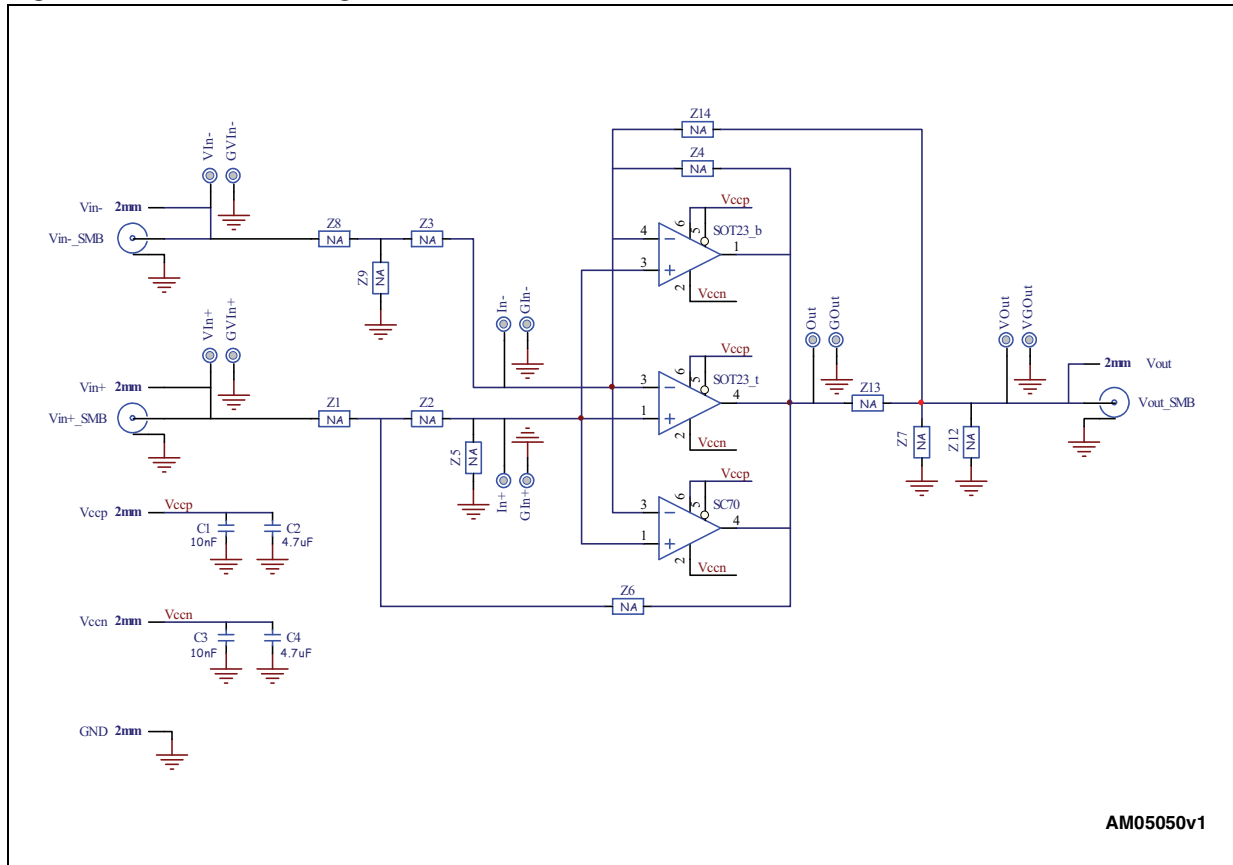 Z14
NA
Z4
NA
VIn-
GVIn-
Vin- 2mm
Vin-_SMB
Z8
NA
Z3
NA
Z9
NA
Vccp
6
5
SOT23_b
4
3
1
2
Vccn
VIn+
GVIn+
Vin+ 2mm
Vin+_SMB
Z1
NA
Z2
NA
Z5
NA
In-
GIn-
In+
GIn+
Vccp
6
5
SOT23_t
3
1
4
2
Vccn
Out
GOut
Z13
NA
VOut
VGOut
2mm Vout
Vout_SMB
Z7
NA
Z12
NA
Vccp
6
5
SC70
3
1
4
2
Vccn
Z6
NA
Vccp 2mm
Vccp
C1
10nF
C2
4.7uF
Vccn 2mm
Vccn
C3
10nF
C4
4.7uF
GND 2mm
AM05050v1